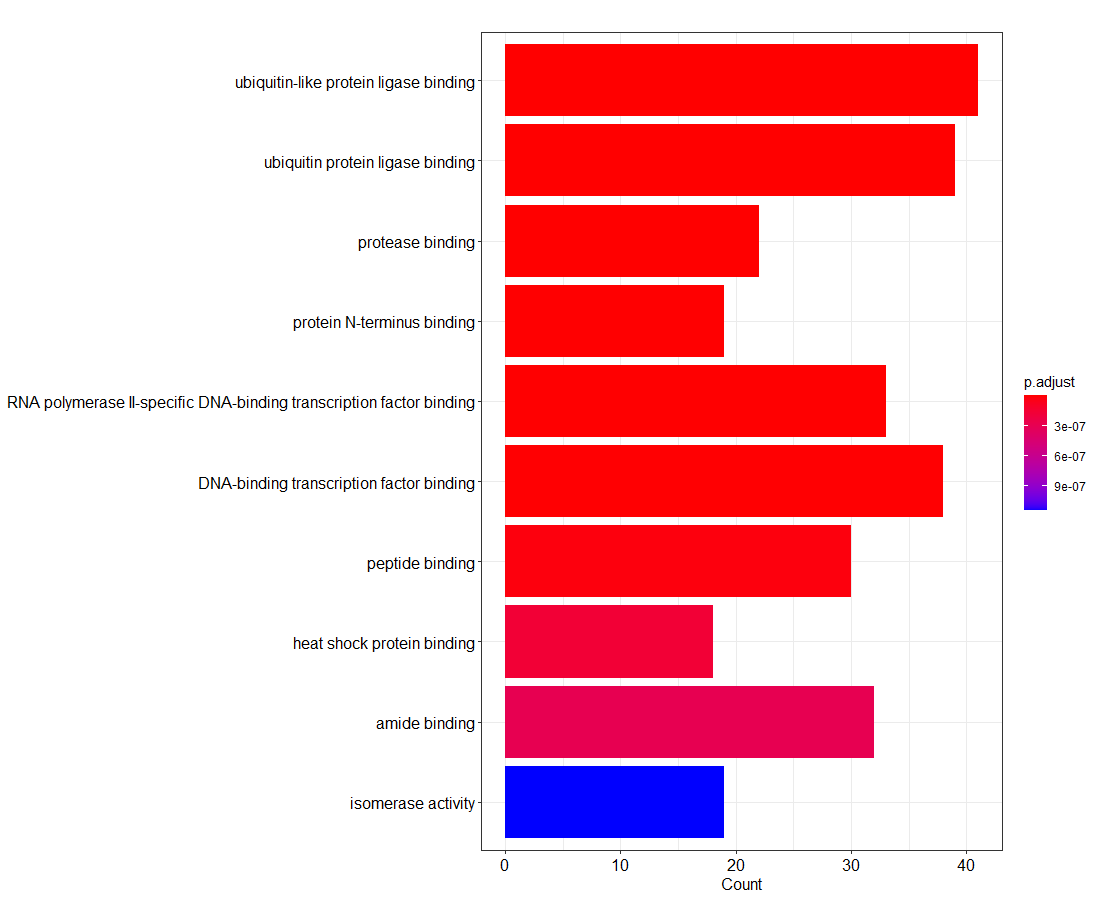 ubiquitin-like protein ligase binding
ubiquitin protein ligase binding
protease binding
protein N-terminus binding
RNA polymerase II-specific DNA-binding transcription factor binding
DNA-binding transcription factor binding
peptide binding
heat shock protein binding
amide binding
isomerase activity
0 10 20 30 40
Count
p.adjust
3e-07
6e-07
9e-07